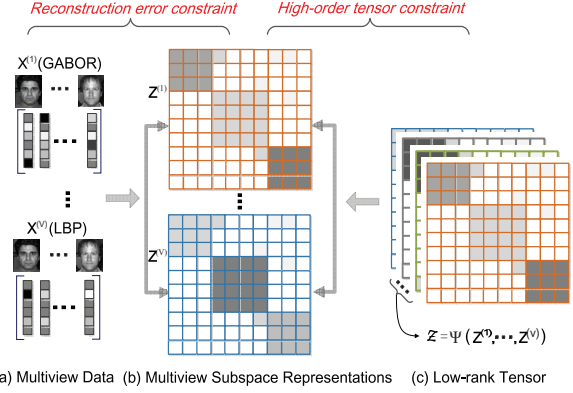 Reconstruction error constraint
High-order tensor constraint
X(1)(GABOR)
Z(1)
X(V)(LBP)
Z(V)
Z = Ψ ( Z(1),···,Z(v))
a) Multiview Data
(b) Multiview Subspace Representations
(c) Low-rank Tensor